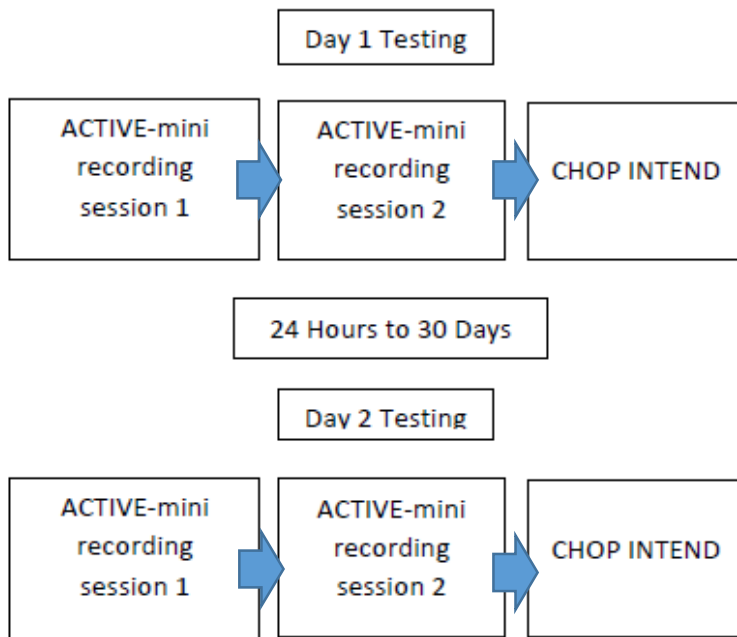 Day 1 Testing
ACTIVE-mini
recording
session 1
ACTIVE-mini
recording
session 2
CHOP INTEND
24 Hours to 30 Days
Day 2 Testing
ACTIVE-mini
recording
session 1
ACTIVE-mini
recording
session 2
CHOP INTEND